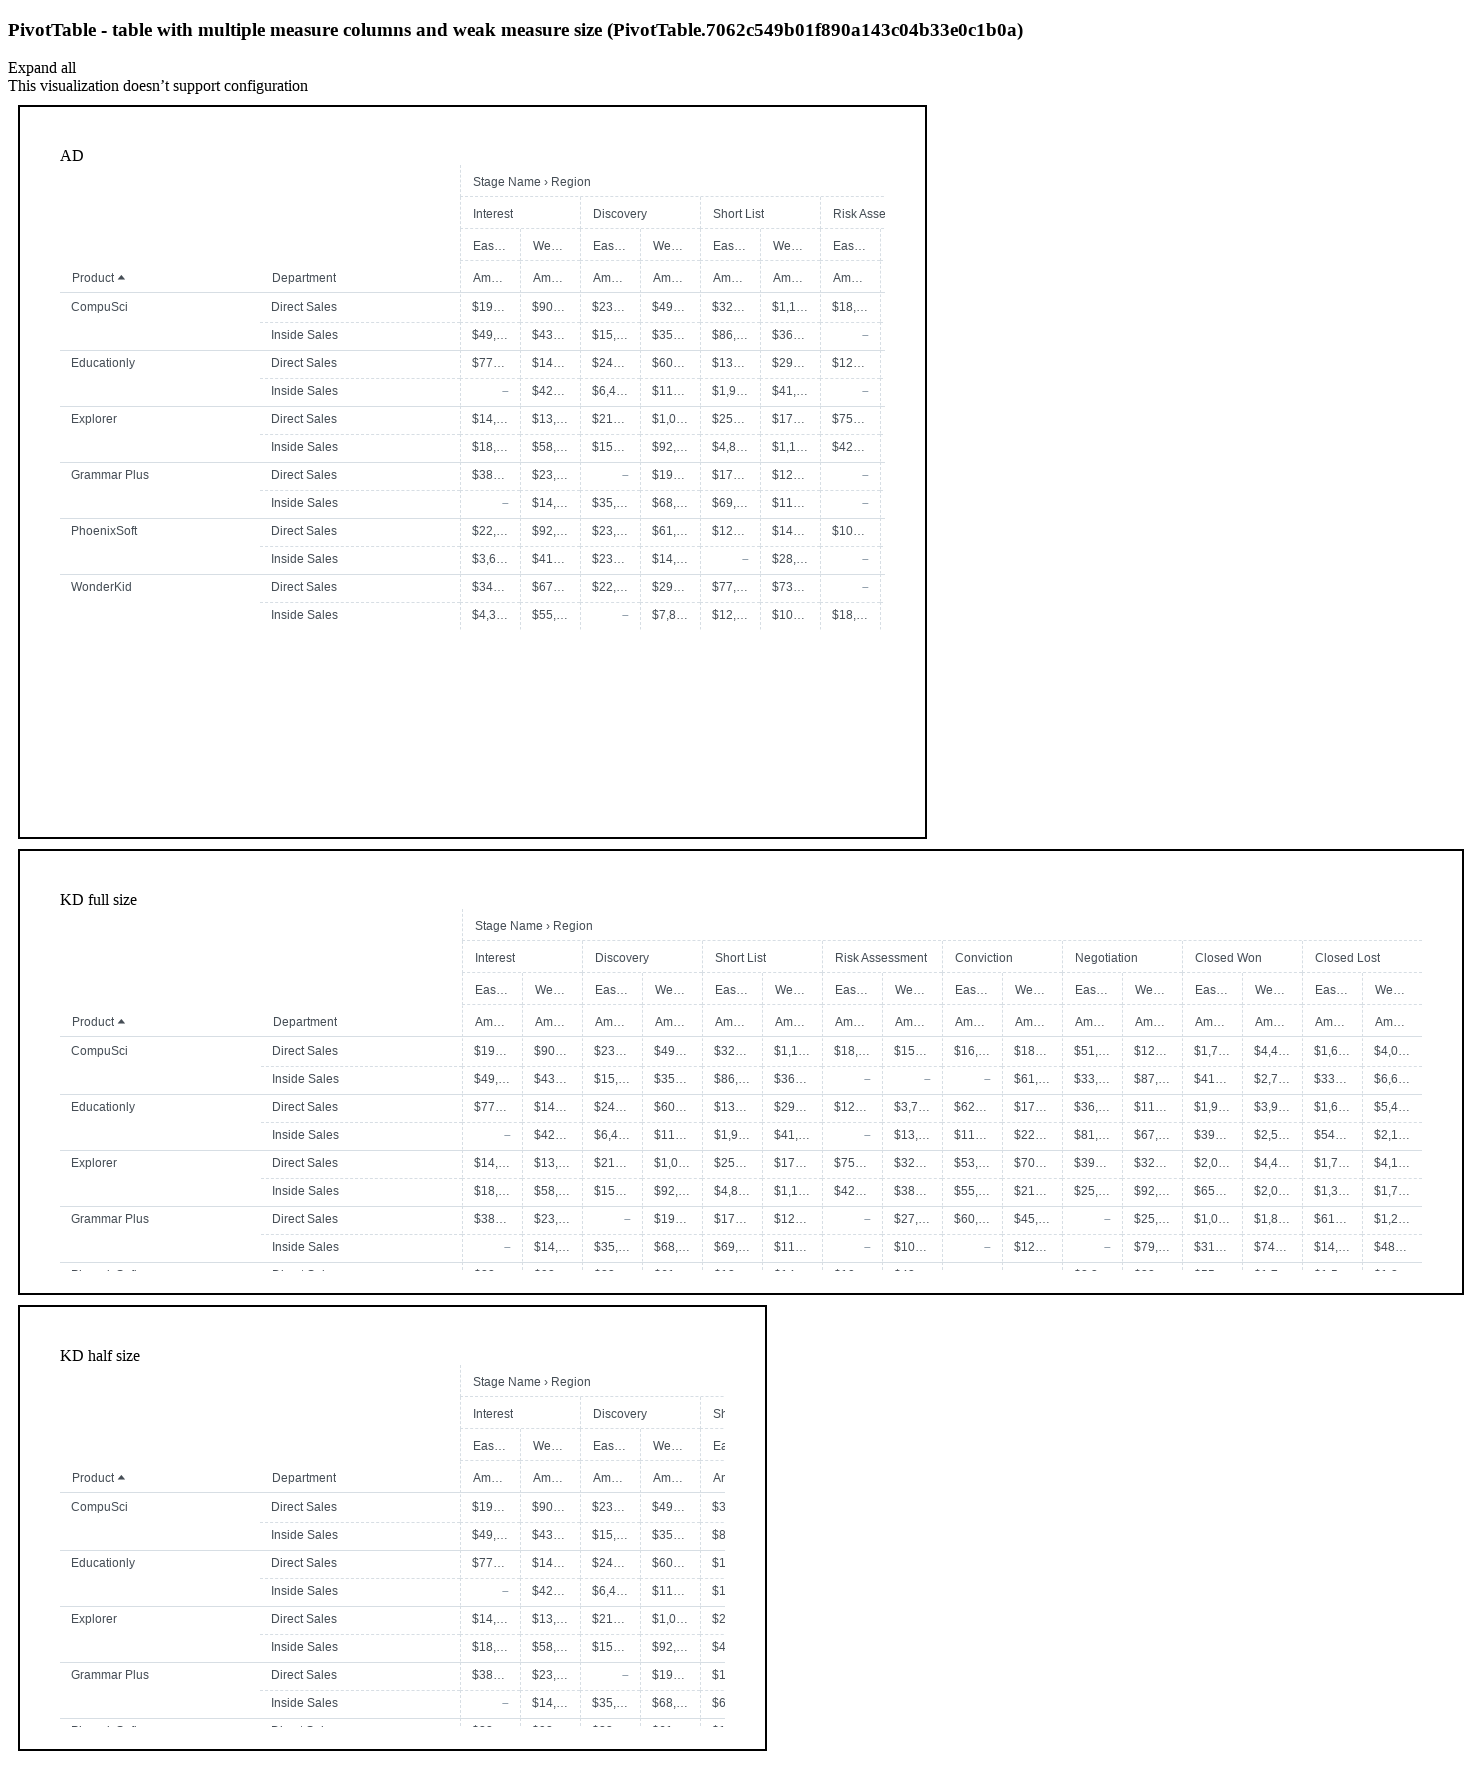 PivotTable - table with multiple measure columns and weak measure size (PivotTable.7062c549b01f890a143c04b33e0c1b0a)
Expand all
This visualization doesn’t support configuration
AD
Stage Name › Region
Interest Discovery Short List Risk Asse
Eas… We… Eas… We… Eas… We… Eas…
Product Department Am… Am… Am… Am… Am… Am… Am…
CompuSci Direct Sales $19… $90… $23… $49… $32… $1,1… $18,…
Inside Sales $49,… $43… $15,… $35… $86,… $36… –
Educationly Direct Sales $77… $14… $24… $60… $13… $29… $12…
Inside Sales – $42… $6,4… $11… $1,9… $41,… –
Explorer Direct Sales $14,… $13,… $21… $1,0… $25… $17… $75…
Inside Sales $18,… $58,… $15… $92,… $4,8… $1,1… $42…
Grammar Plus Direct Sales $38… $23,… – $19… $17… $12… –
Inside Sales – $14,… $35,… $68,… $69,… $11… –
PhoenixSoft Direct Sales $22,… $92,… $23,… $61,… $12… $14… $10…
Inside Sales $3,6… $41… $23… $14,… – $28,… –
WonderKid Direct Sales $34… $67… $22,… $29… $77,… $73… –
Inside Sales $4,3… $55,… – $7,8… $12,… $10… $18,…
KD full size
Stage Name › Region
Interest Discovery Short List Risk Assessment Conviction Negotiation Closed Won Closed Lost
Eas… We… Eas… We… Eas… We… Eas… We… Eas… We… Eas… We… Eas… We… Eas… We…
Product Department Am… Am… Am… Am… Am… Am… Am… Am… Am… Am… Am… Am… Am… Am… Am… Am…
CompuSci Direct Sales $19… $90… $23… $49… $32… $1,1… $18,… $15… $16,… $18… $51,… $12… $1,7… $4,4… $1,6… $4,0…
Inside Sales $49,… $43… $15,… $35… $86,… $36… – – – $61,… $33,… $87,… $41… $2,7… $33… $6,6…
Educationly Direct Sales $77… $14… $24… $60… $13… $29… $12… $3,7… $62… $17… $36,… $11… $1,9… $3,9… $1,6… $5,4…
Inside Sales – $42… $6,4… $11… $1,9… $41,… – $13,… $11… $22… $81,… $67,… $39… $2,5… $54… $2,1…
Explorer Direct Sales $14,… $13,… $21… $1,0… $25… $17… $75… $32… $53,… $70… $39… $32… $2,0… $4,4… $1,7… $4,1…
Inside Sales $18,… $58,… $15… $92,… $4,8… $1,1… $42… $38… $55,… $21… $25,… $92,… $65… $2,0… $1,3… $1,7…
Grammar Plus Direct Sales $38… $23,… – $19… $17… $12… – $27,… $60,… $45,… – $25,… $1,0… $1,8… $61… $1,2…
Inside Sales – $14,… $35,… $68,… $69,… $11… – $10… – $12… – $79,… $31… $74… $14,… $48…
KD half size
Stage Name › Region
Interest Discovery Sh
Eas… We… Eas… We… Ea
Product Department Am… Am… Am… Am… Am
CompuSci Direct Sales $19… $90… $23… $49… $3
Inside Sales $49,… $43… $15,… $35… $8
Educationly Direct Sales $77… $14… $24… $60… $1
Inside Sales – $42… $6,4… $11… $1
Explorer Direct Sales $14,… $13,… $21… $1,0… $2
Inside Sales $18,… $58,… $15… $92,… $4
Grammar Plus Direct Sales $38… $23,… – $19… $1
Inside Sales – $14,… $35,… $68,… $6